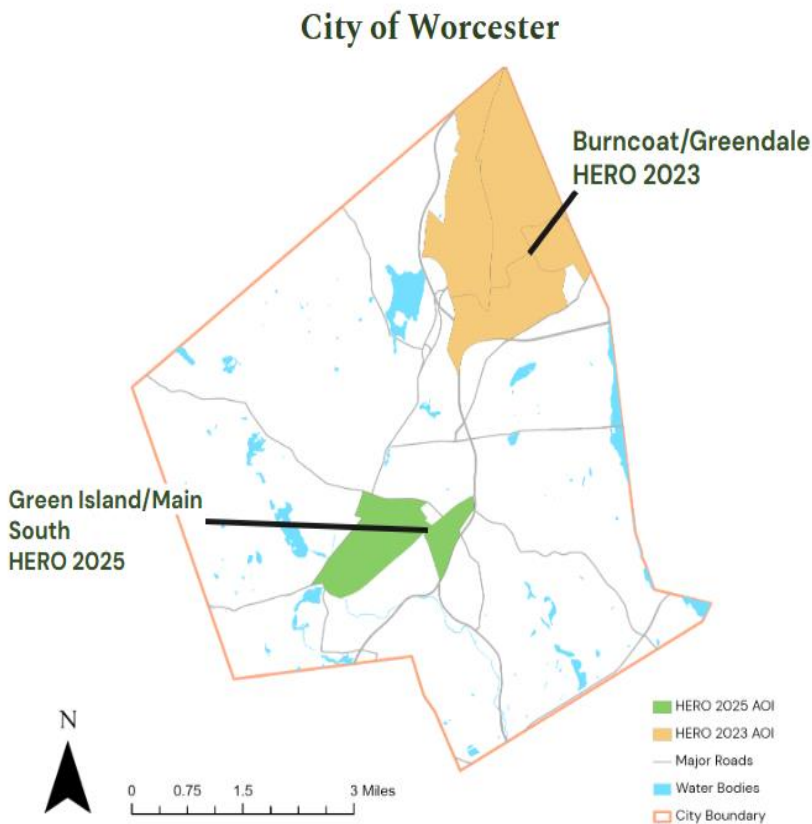 City of Worcester
Burncoat/Greendale
HERO 2023
Green Island/Main
South
HERO 2025
N
0 0.75 1.5 3 Miles
HERO 2025 AOI
HERO 2023 AOI
Major Roads
Water Bodies
City Boundary